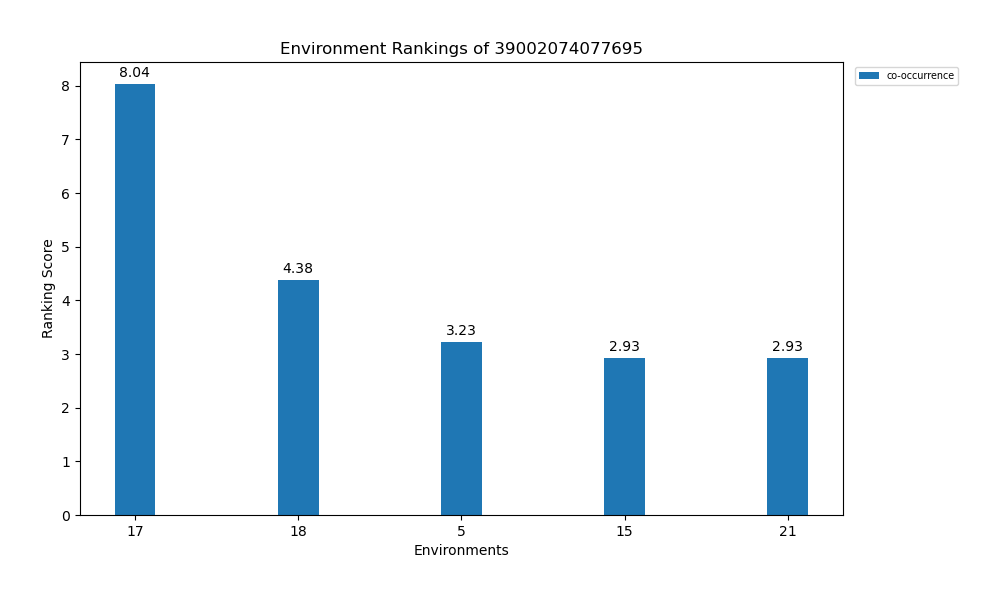 Environment Rankings of 39002074077695
co-occurrence
8.04
4.38
3.23
2.93
2.93
Ranking Score
8
7
6
5
4
3
2
1
0
17 18 5 15 21
Environments